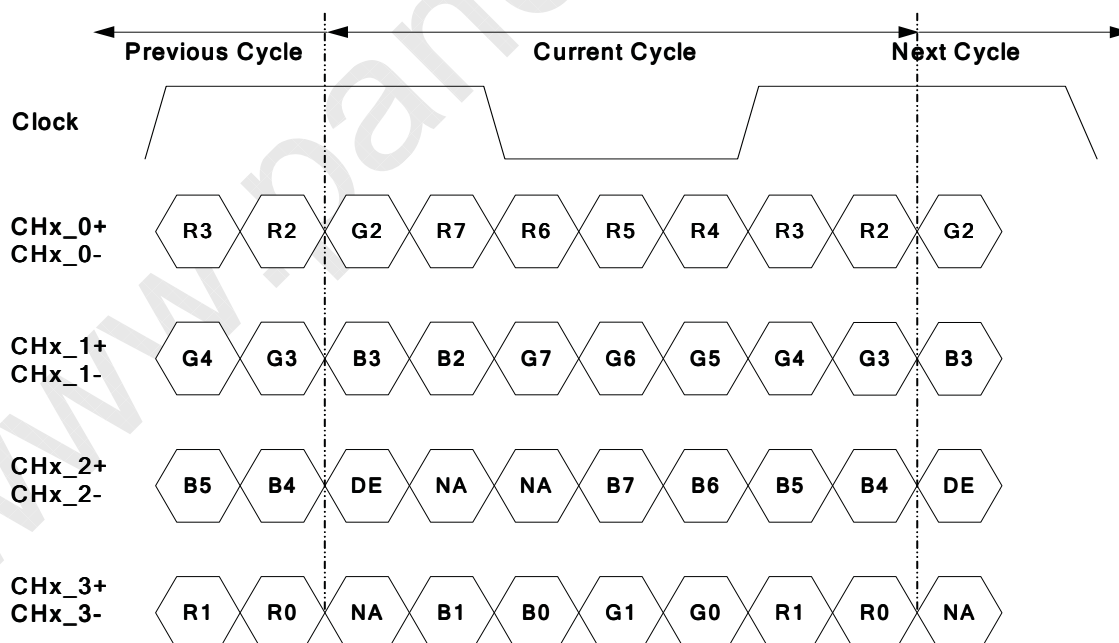 Previous Cycle Current Cycle Next Cycle
Clock
CHx_0+
CHx_0-
R3 R2 G2 R7 R6 R5 R4 R3 R2 G2
CHx_1+
CHx_1-
G4 G3 B3 B2 G7 G6 G5 G4 G3 B3
CHx_2+
CHx_2-
B5 B4 DE NA NA B7 B6 B5 B4 DE
CHx_3+
CHx_3-
R1 R0 NA B1 B0 G1 G0 R1 R0 NA